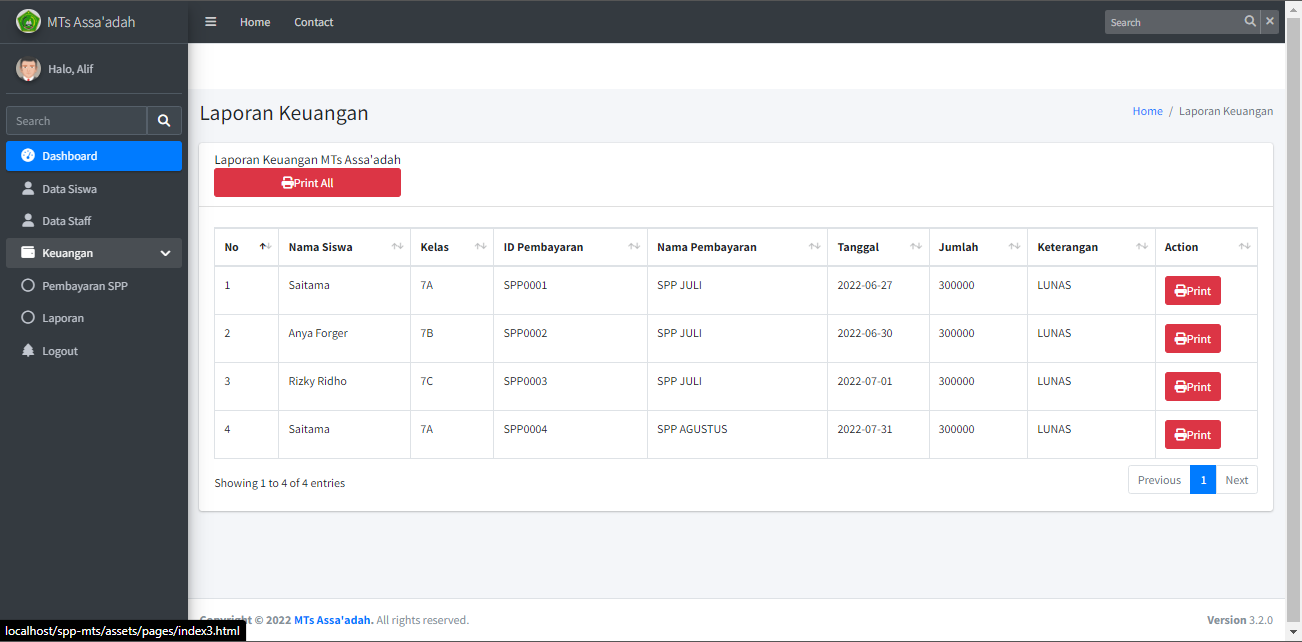 MTs Assa'adah
Home Contact
Search
Halo, Alif
Search
Dashboard
Data Siswa
Data Staff
Keuangan
Pembayaran SPP
Laporan
Logout
Laporan Keuangan
Home / Laporan Keuangan
Laporan Keuangan MTs Assa'adah
Print All
No Nama Siswa Kelas ID Pembayaran Nama Pembayaran Tanggal Jumlah Keterangan Action
1 Saitama 7A SPP0001 SPP JULI 2022-06-27 300000 LUNAS Print
2 Anya Forger 7B SPP0002 SPP JULI 2022-06-30 300000 LUNAS Print
3 Rizky Ridho 7C SPP0003 SPP JULI 2022-07-01 300000 LUNAS Print
4 Saitama 7A SPP0004 SPP AGUSTUS 2022-07-31 300000 LUNAS Print
Showing 1 to 4 of 4 entries
Previous 1 Next
Copyright © 2022 MTs Assa'adah. All rights reserved.
Version 3.2.0
localhost/spp-mts/assets/pages/index3.html